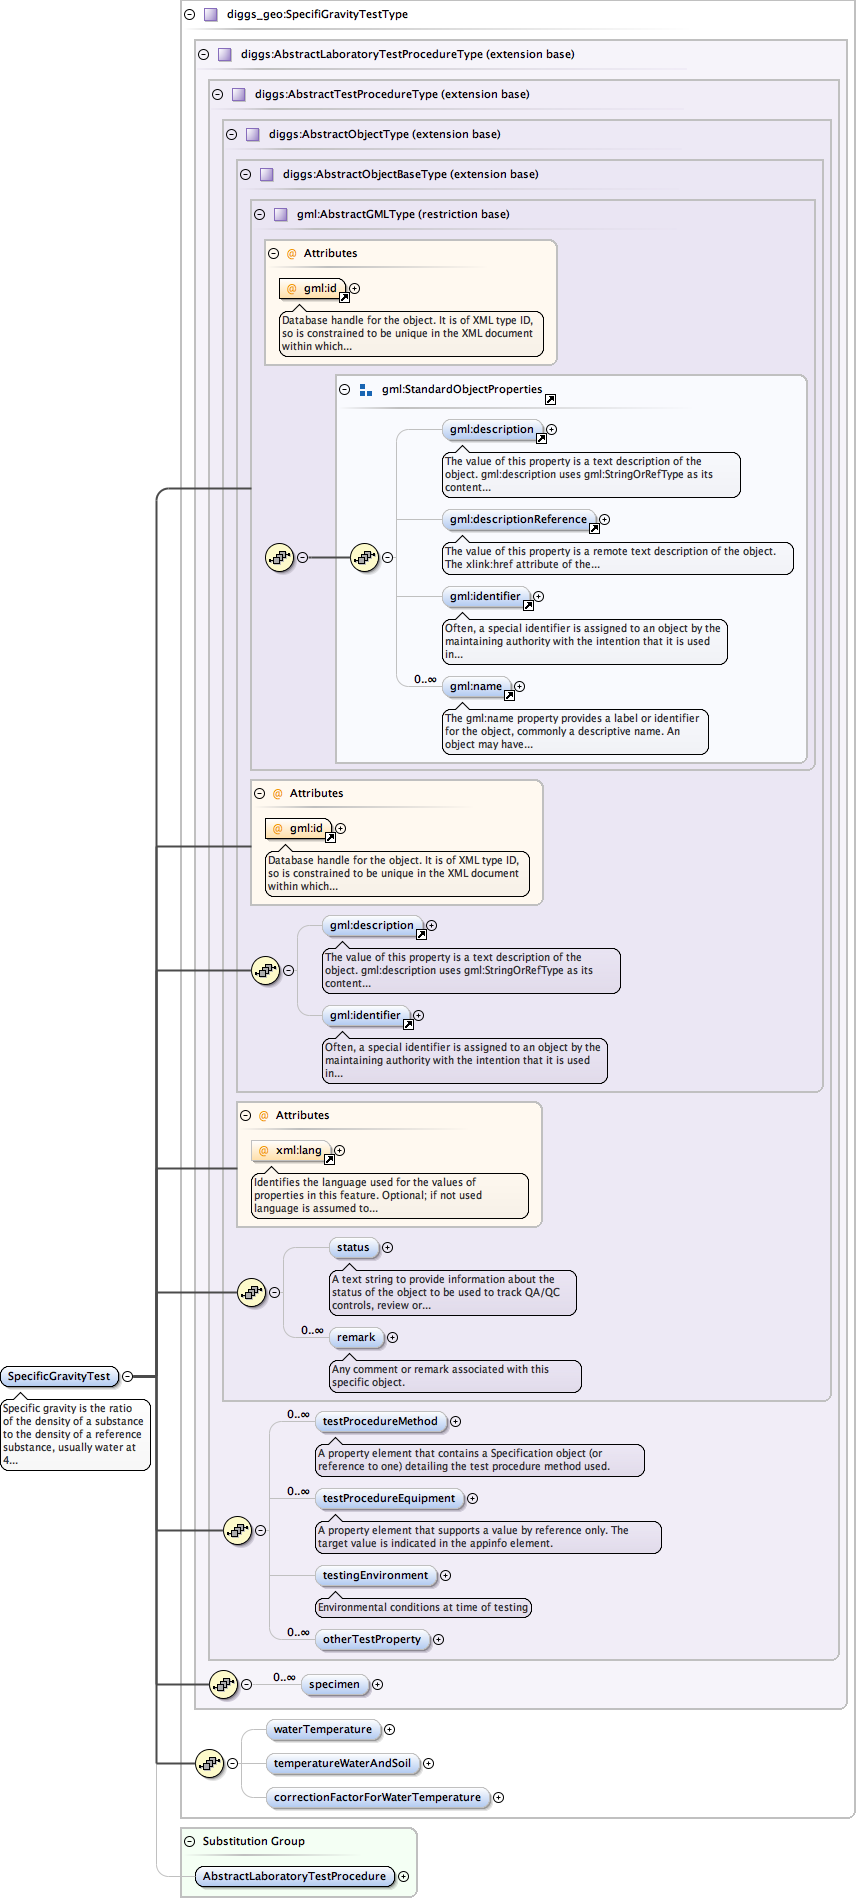 diggs_geo:SpecifiGravityTestType
diggs:AbstractLaboratoryTestProcedureType (extension base)
diggs:AbstractTestProcedureType (extension base)
diggs:AbstractObjectType (extension base)
diggs:AbstractObjectBaseType (extension base)
gml:AbstractGMLType (restriction base)
@ Attributes
@ gml:id
Database handle for the object. It is of XML type ID,
so is constrained to be unique in the XML document
within which...
gml:StandardObjectProperties
gml:description
The value of this property is a text description of the
object. gml:description uses gml:StringOrRefType as its
content...
gml:descriptionReference
The value of this property is a remote text description of the object.
The xlink:href attribute of the...
gml:identifier
Often, a special identifier is assigned to an object by the
maintaining authority with the intention that it is used
in...
0..∞
gml:name
The gml:name property provides a label or identifier
for the object, commonly a descriptive name. An
object may have...
@ Attributes
@ gml:id
Database handle for the object. It is of XML type ID,
so is constrained to be unique in the XML document
within which...
gml:description
The value of this property is a text description of the
object. gml:description uses gml:StringOrRefType as its
content...
gml:identifier
Often, a special identifier is assigned to an object by the
maintaining authority with the intention that it is used
in...
@ Attributes
@ xml:lang
Identifies the language used for the values of
properties in this feature. Optional; if not used
language is assumed to...
status
A text string to provide information about the
status of the object to be used to track QA/QC
controls, review or...
0..∞
remark
Any comment or remark associated with this
specific object.
SpecificGravityTest
Specific gravity is the ratio
of the density of a substance
to the density of a reference
substance, usually water at
4...
0..∞
testProcedureMethod
A property element that contains a Specification object (or
reference to one) detailing the test procedure method used.
0..∞
testProcedureEquipment
A property element that supports a value by reference only. The
target value is indicated in the appinfo element.
testingEnvironment
Environmental conditions at time of testing
0..∞
otherTestProperty
0..∞
specimen
waterTemperature
temperatureWaterAndSoil
correctionFactorForWaterTemperature
Substitution Group
AbstractLaboratoryTestProcedure